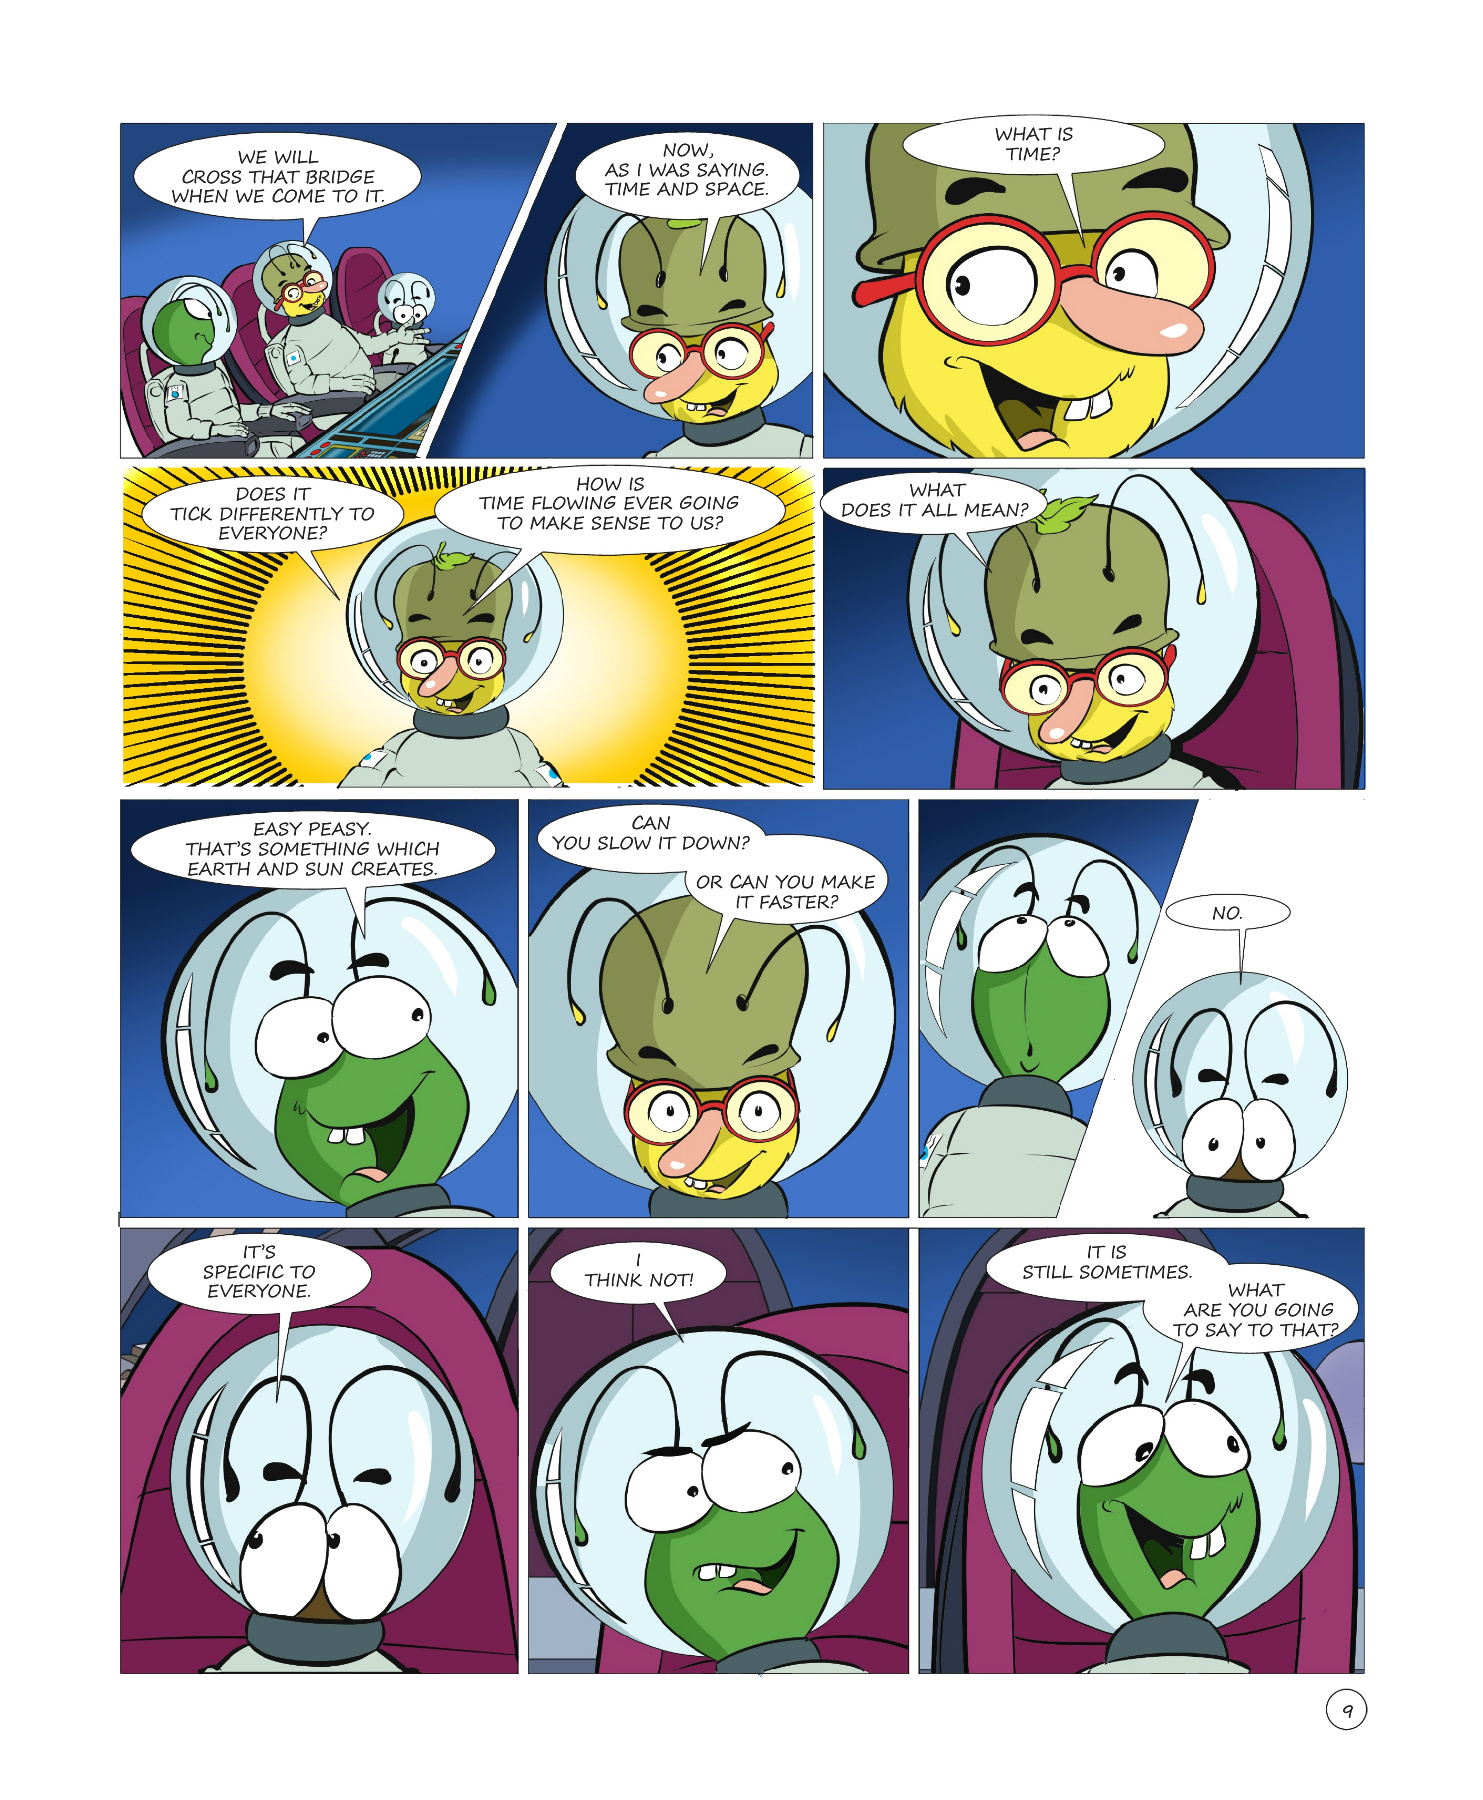 WE WILL
CROSS THAT BRIDGE
WHEN WE COME TO IT.
NOW,
AS I WAS SAYING.
TIME AND SPACE.
WHAT IS
TIME?
DOES IT
TICK DIFFERENTLY TO
EVERYONE?
HOW IS
TIME FLOWING EVER GOING
TO MAKE SENSE TO US?
WHAT
DOES IT ALL MEAN?
EASY PEASY.
THAT'S SOMETHING WHICH
EARTH AND SUN CREATES.
CAN
YOU SLOW IT DOWN?
OR CAN YOU MAKE
IT FASTER?
NO.
IT'S
SPECIFIC TO
EVERYONE.
I
THINK NOT!
IT IS
STILL SOMETIMES.
WHAT
ARE YOU GOING
TO SAY TO THAT?
9